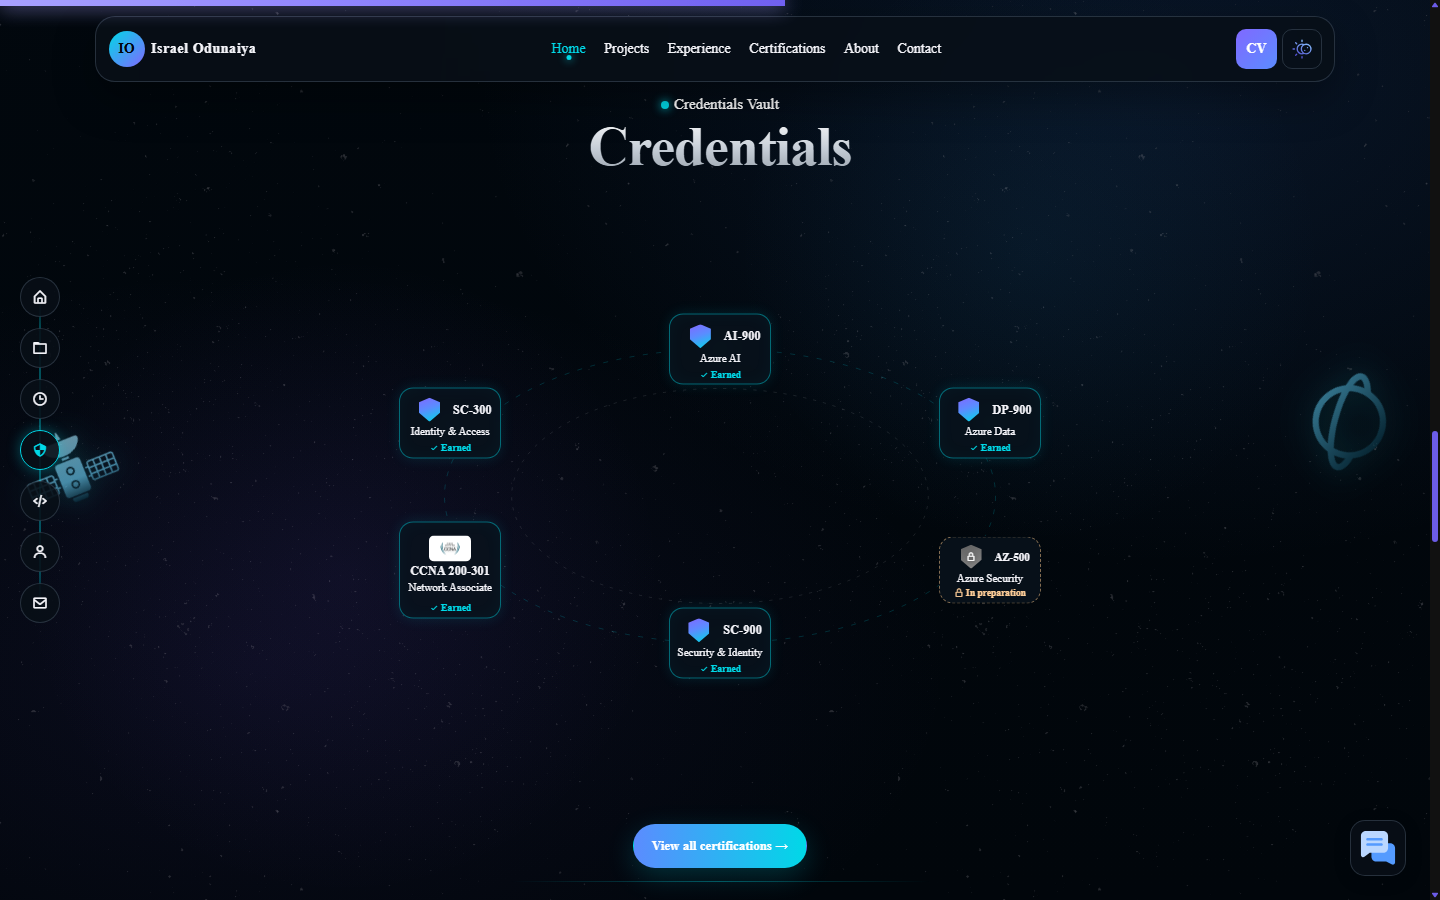 IO Israel Odunaiya
Home Projects Experience Certifications About Contact
CV
Credentials Vault
Credentials
AI-900
Azure AI
Earned
SC-300
Identity & Access
Earned
DP-900
Azure Data
Earned
CCNA
CCNA 200-301
Network Associate
Earned
AZ-500
Azure Security
In preparation
SC-900
Security & Identity
Earned
View all certifications →